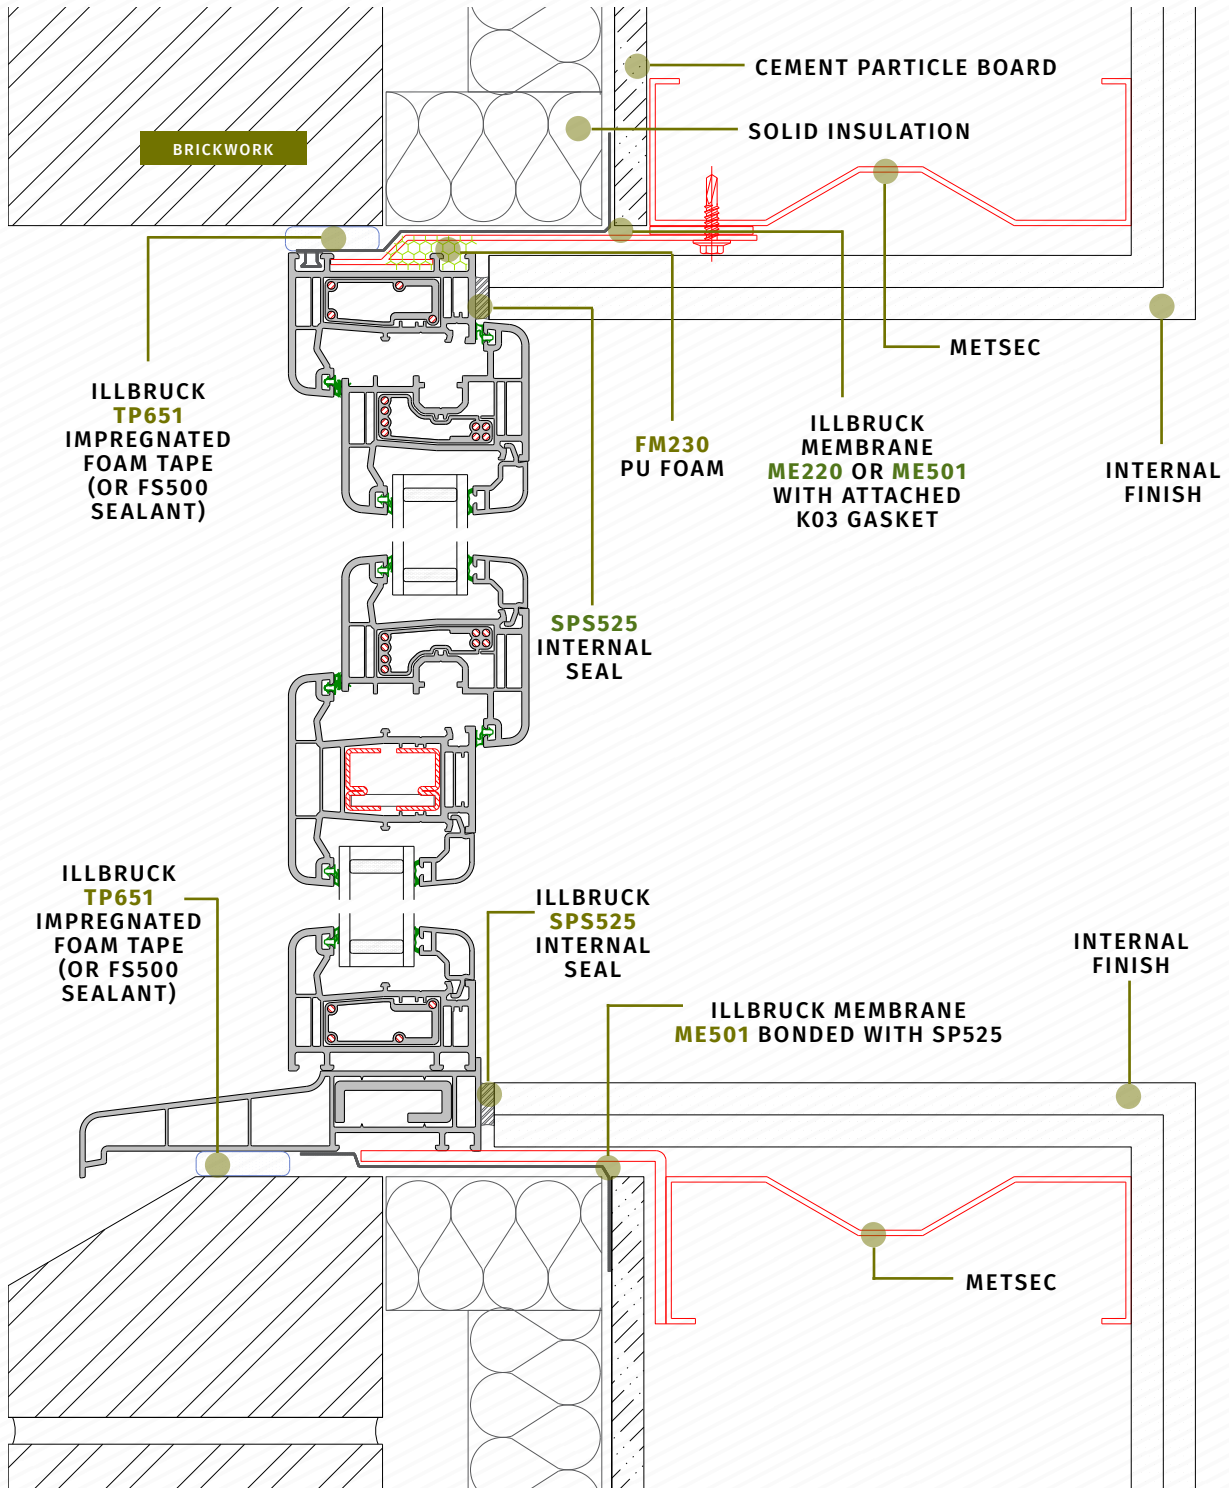 CEMENT PARTICLE BOARD
SOLID INSULATION
BRICKWORK
METSEC
ILLBRUCK
TP651
IMPREGNATED
FOAM TAPE
(OR FS500
SEALANT)
FM230
PU FOAM
ILLBRUCK
MEMBRANE
ME220 OR ME501
WITH ATTACHED
K03 GASKET
INTERNAL
FINISH
SPS525
INTERNAL
SEAL
ILLBRUCK
TP651
IMPREGNATED
FOAM TAPE
(OR FS500
SEALANT)
ILLBRUCK
SPS525
INTERNAL
SEAL
INTERNAL
FINISH
ILLBRUCK MEMBRANE
ME501 BONDED WITH SP525
METSEC